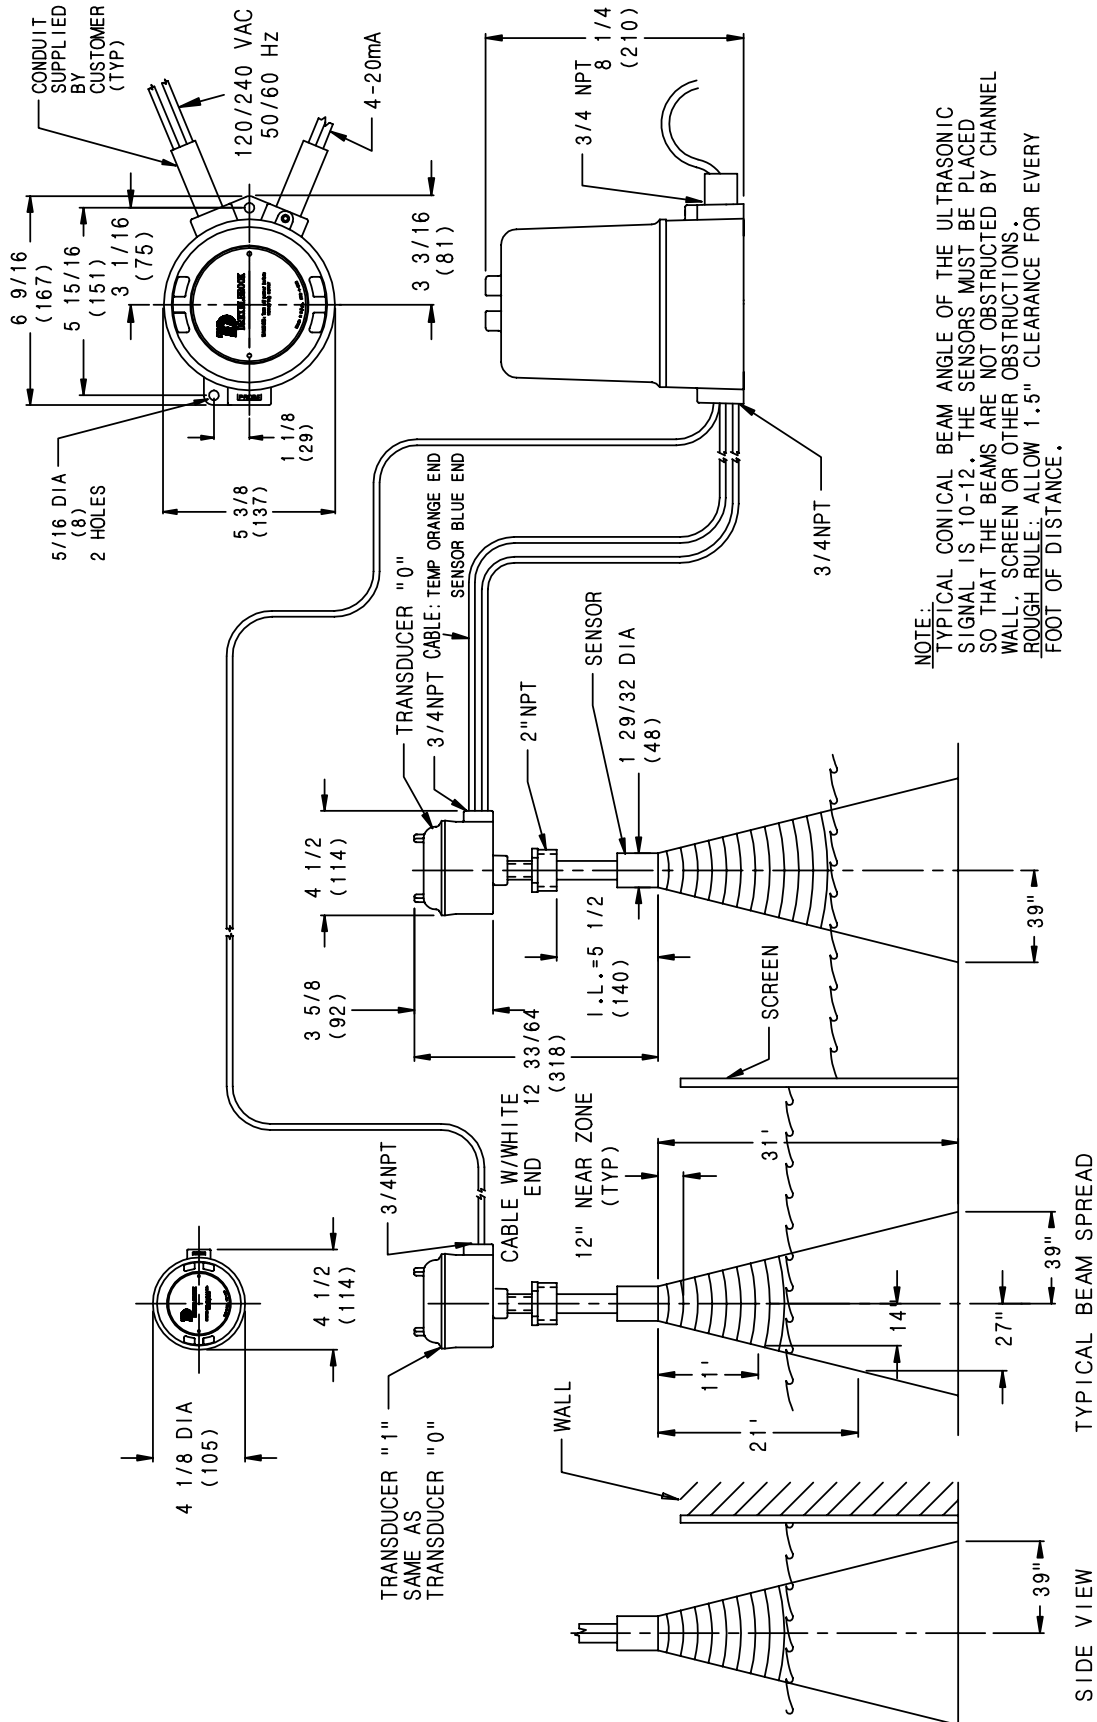 CONDUIT
SUPPLIED
BY
CUSTOMER
(TYP)
120/240 VAC
50/60 Hz
4-20mA
6 9/16
(167)
5 15/16
(151)
3 1/16
(75)
3 3/16
(81)
5/16 DIA
(8)
2 HOLES
1 1/8
(29)
5 3/8
(137)
3/4 NPT
8 1/4
(210)
3/4NPT
TRANSDUCER "0"
3/4NPT CABLE: TEMP ORANGE END
SENSOR BLUE END
4 1/2
(114)
3 5/8
(92)
12 33/64
(318)
2"NPT
SENSOR
1 29/32 DIA
(48)
I.L.=5 1/2
(140)
39"
SCREEN
3/4NPT
CABLE W/WHITE
END
12" NEAR ZONE
(TYP)
31'
4 1/2
(114)
4 1/8 DIA
(105)
TRANSDUCER "1"
SAME AS
TRANSDUCER "0"
11'
21'
14"
27"
39"
WALL
39"
SIDE VIEW
TYPICAL BEAM SPREAD
NOTE:
TYPICAL CONICAL BEAM ANGLE OF THE ULTRASONIC
SIGNAL IS 10-12. THE SENSORS MUST BE PLACED
SO THAT THE BEAMS ARE NOT OBSTRUCTED BY CHANNEL
WALL, SCREEN OR OTHER OBSTRUCTIONS.
ROUGH RULE: ALLOW 1.5" CLEARANCE FOR EVERY
FOOT OF DISTANCE.